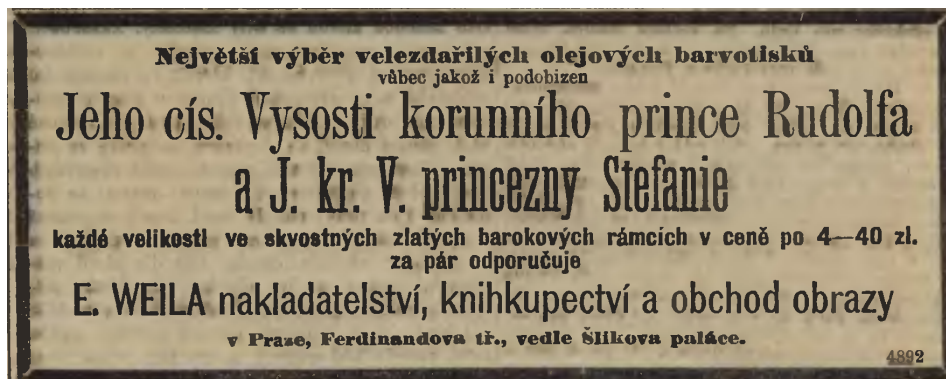 Největší výběr velezdařilých olejových barvotisků
vůbec jakož i podobizen
Jeho cís. Vysosti korunního prince Rudolfa
a J. kr. V. princezny Stefanie
každé velikosti ve skvostných zlatých barokových rámcích v ceně po 4—40 zl.
za pár odporučuje
E. WEILA nakladatelství, knihkupectví a obchod obrazy
v Praze, Ferdinandova tř., vedle Šlikova paláce.
4892